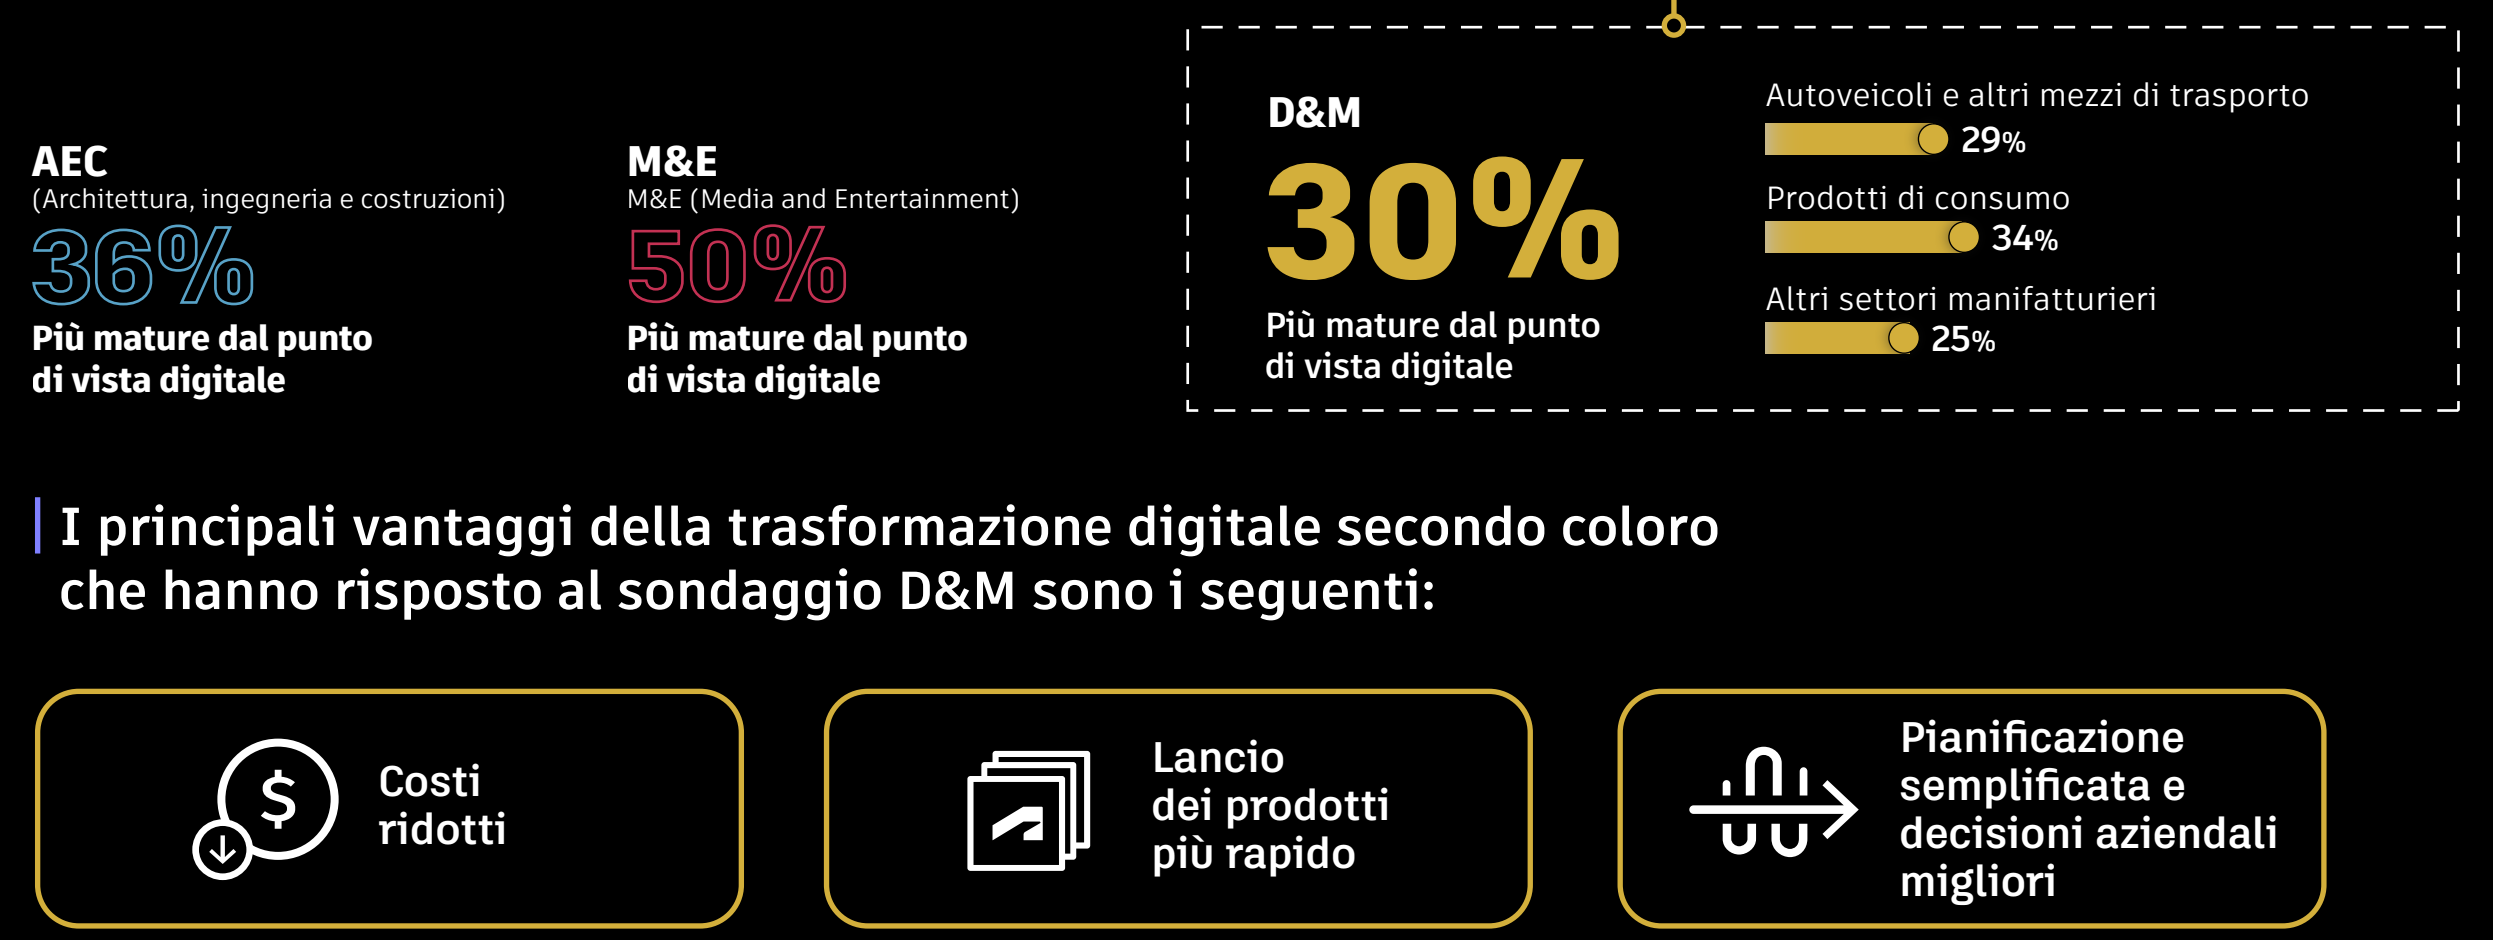 AEC
(Architettura, ingegneria e costruzioni)
36%
Più mature dal punto
di vista digitale
M&E
M&E (Media and Entertainment)
50%
Più mature dal punto
di vista digitale
D&M
30%
Più mature dal punto
di vista digitale
Autoveicoli e altri mezzi di trasporto
29%
Prodotti di consumo
34%
Altri settori manifatturieri
25%
I principali vantaggi della trasformazione digitale secondo coloro
che hanno risposto al sondaggio D&M sono i seguenti:
$
Costi
ridotti
Lancio
dei prodotti
più rapido
Pianificazione
semplificata e
decisioni aziendali
migliori